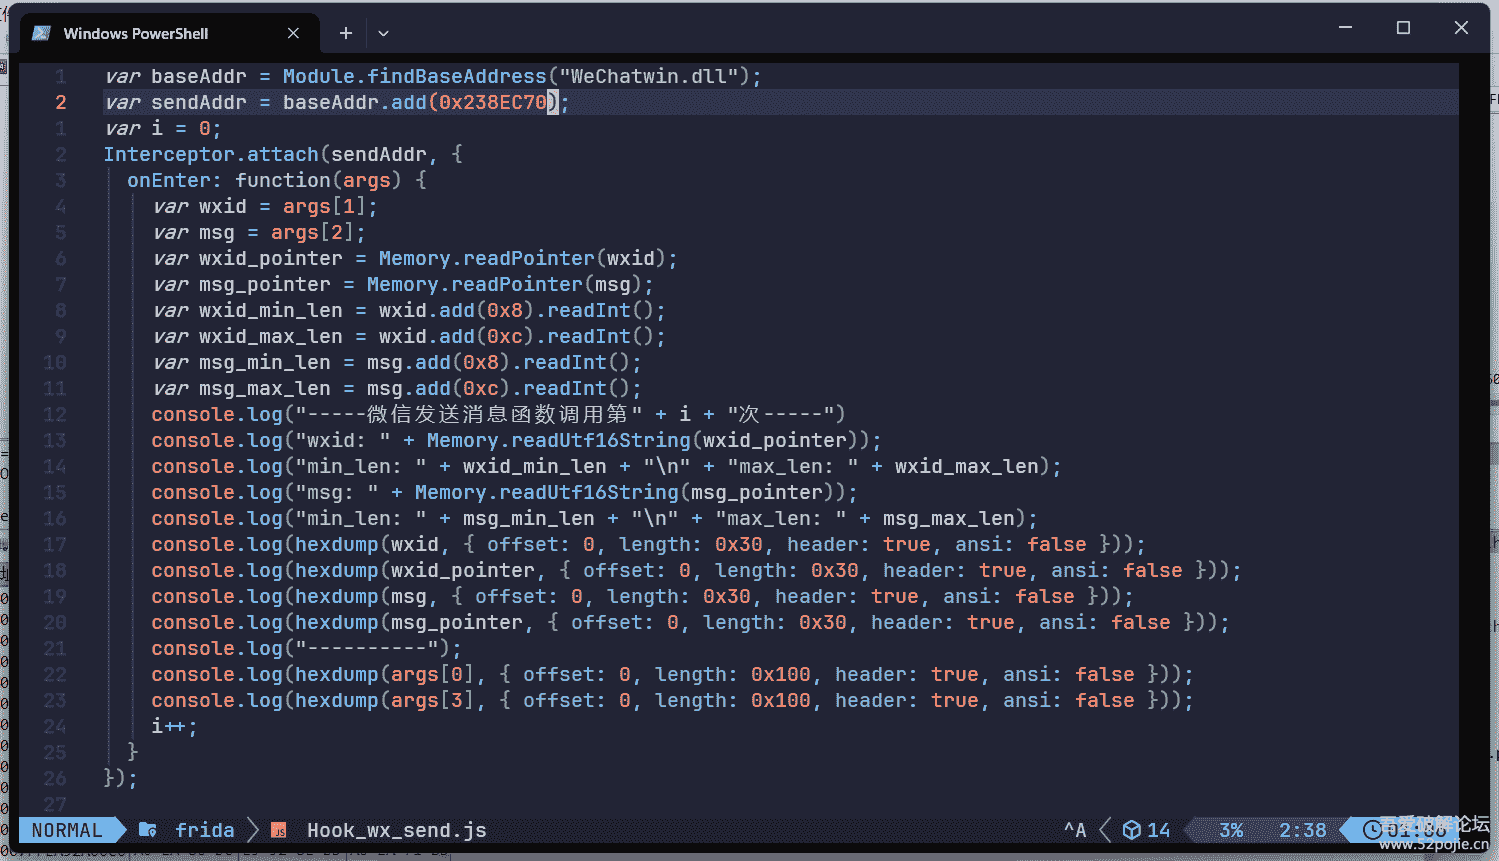 Windows PowerShell
1 var baseAddr = Module.findBaseAddress("WeChatwin.dll");
2 var sendAddr = baseAddr.add(0x238EC70);
1 var i = 0;
2 Interceptor.attach(sendAddr, {
3 onEnter: function(args) {
4 var wxid = args[1];
5 var msg = args[2];
6 var wxid_pointer = Memory.readPointer(wxid);
7 var msg_pointer = Memory.readPointer(msg);
8 var wxid_min_len = wxid.add(0x8).readInt();
9 var wxid_max_len = wxid.add(0xc).readInt();
10 var msg_min_len = msg.add(0x8).readInt();
11 var msg_max_len = msg.add(0xc).readInt();
12 console.log("-----微信发送消息函数调用第" + i + "次-----")
13 console.log("wxid: " + Memory.readUtf16String(wxid_pointer));
14 console.log("min_len: " + wxid_min_len + "\n" + "max_len: " + wxid_max_len);
15 console.log("msg: " + Memory.readUtf16String(msg_pointer));
16 console.log("min_len: " + msg_min_len + "\n" + "max_len: " + msg_max_len);
17 console.log(hexdump(wxid, { offset: 0, length: 0x30, header: true, ansi: false }));
18 console.log(hexdump(wxid_pointer, { offset: 0, length: 0x30, header: true, ansi: false }));
19 console.log(hexdump(msg, { offset: 0, length: 0x30, header: true, ansi: false }));
20 console.log(hexdump(msg_pointer, { offset: 0, length: 0x30, header: true, ansi: false }));
21 console.log("----------");
22 console.log(hexdump(args[0], { offset: 0, length: 0x100, header: true, ansi: false }));
23 console.log(hexdump(args[3], { offset: 0, length: 0x100, header: true, ansi: false }));
24 i++;
25 }
26 });
27
NORMAL frida Hook_wx_send.js ^A 14 3% 2:38
吾爱破解论坛
www.52pojie.cn